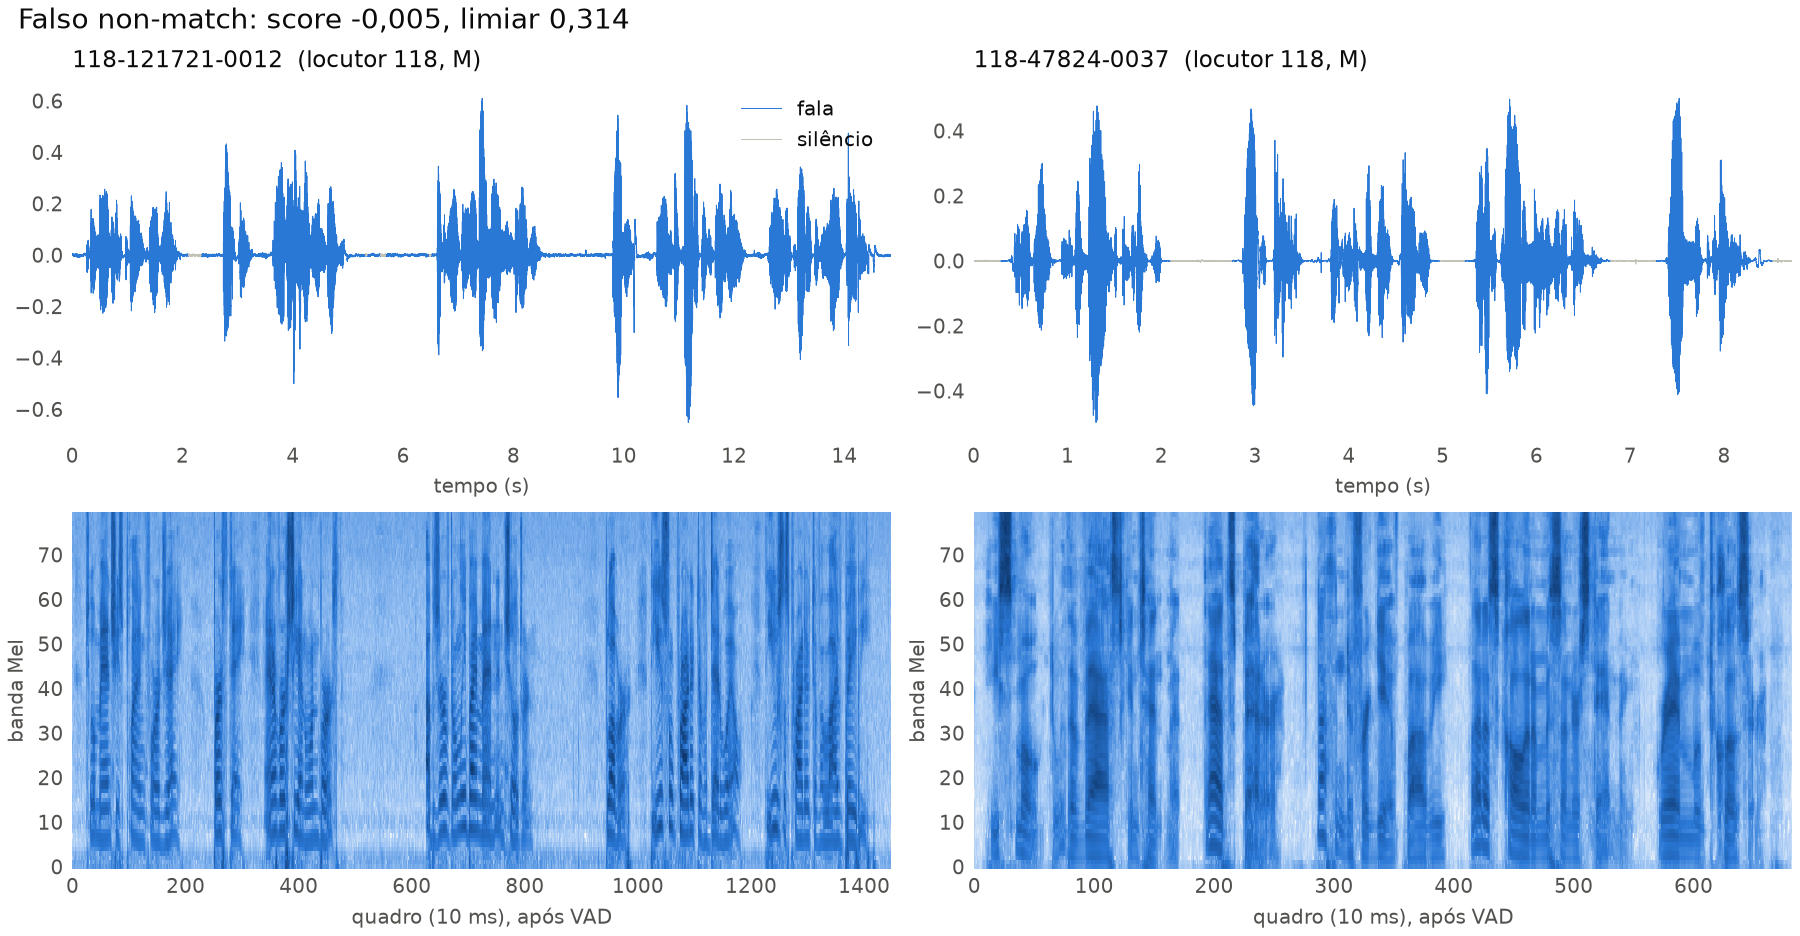 Falso non-match: score -0,005, limiar 0,314
118-121721-0012 (locutor 118, M)
0.6
0.4
0.2
0.0
−0.2
−0.4
−0.6
fala
silêncio
0 2 4 6 8 10 12 14
tempo (s)
118-47824-0037 (locutor 118, M)
0.4
0.2
0.0
−0.2
−0.4
0 1 2 3 4 5 6 7 8
tempo (s)
banda Mel
70
60
50
40
30
20
10
0
0 200 400 600 800 1000 1200 1400
quadro (10 ms), após VAD
banda Mel
70
60
50
40
30
20
10
0
0 100 200 300 400 500 600
quadro (10 ms), após VAD